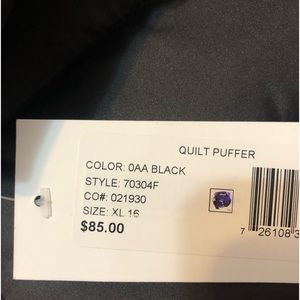 QUILT PUFFER
COLOR: 0AA BLACK
STYLE: 70304F
CO#: 021930
SIZE: XL 16
$85.00
7 26108 3